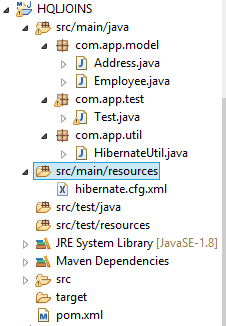 HQLJOINS
src/main/java
com.app.model
Address.java
Employee.java
com.app.test
Test.java
com.app.util
HibernateUtil.java
src/main/resources
hibernate.cfg.xml
src/test/java
src/test/resources
JRE System Library [JavaSE-1.8]
Maven Dependencies
src
target
pom.xml